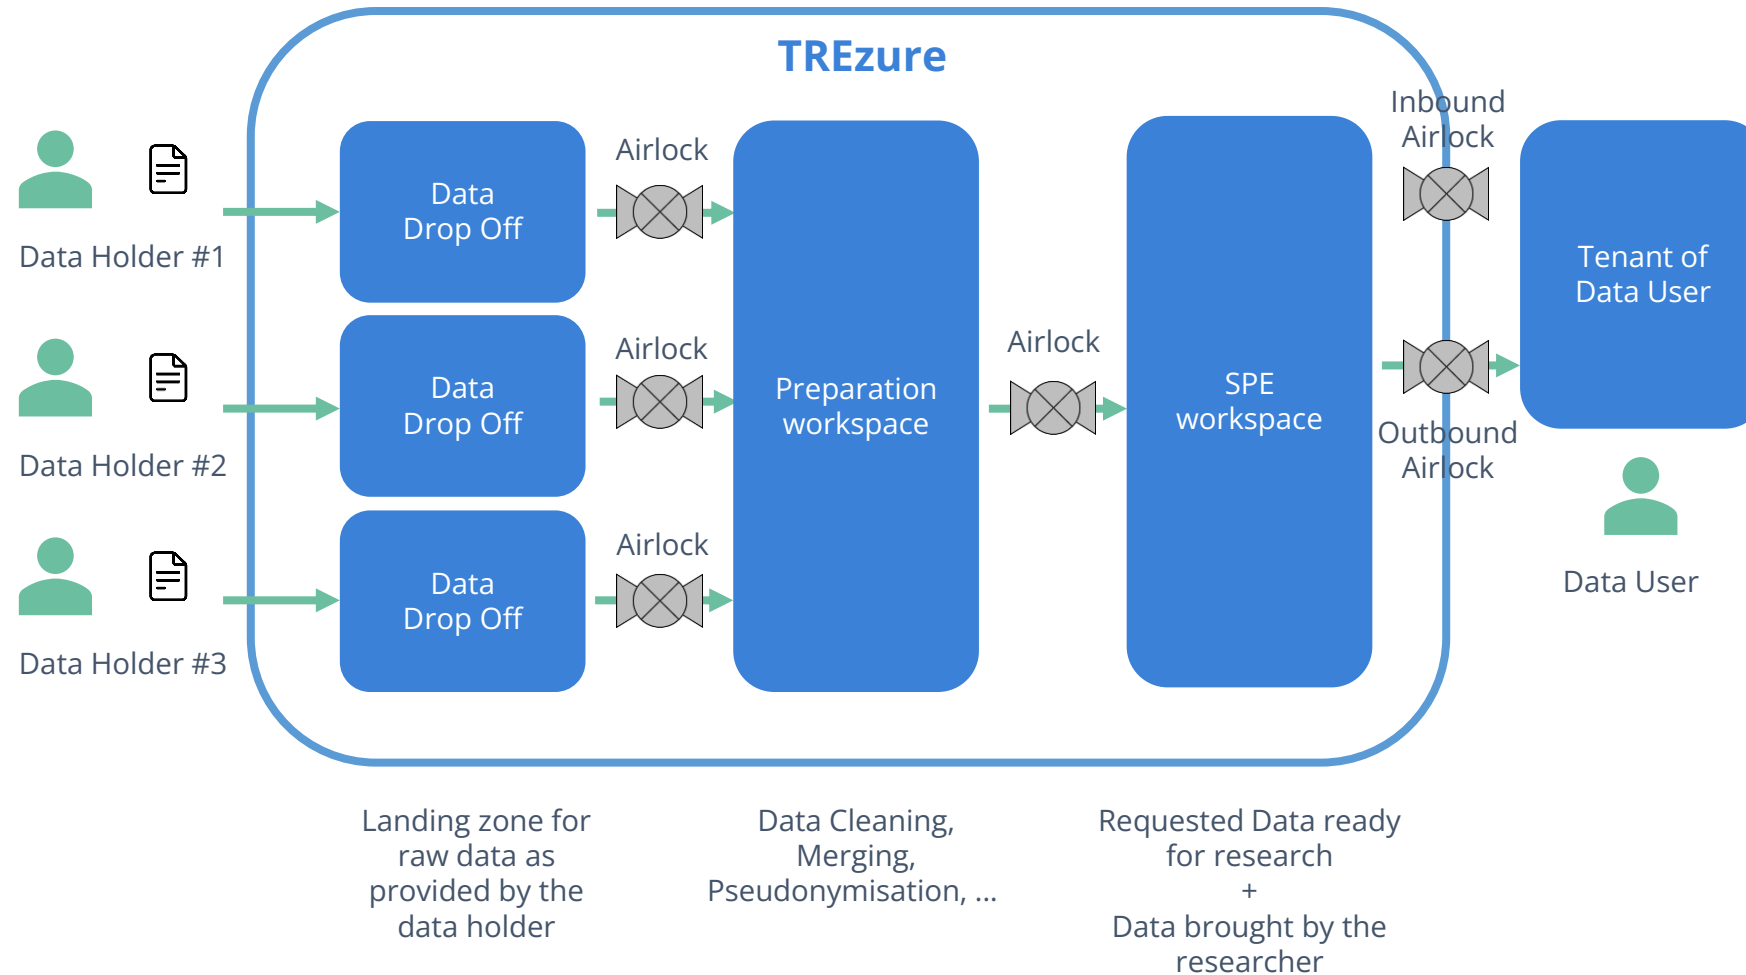 TREzure
Inbound
Airlock
Airlock
Data
Drop Off
Data Holder #1
Tenant of
Data User
Airlock
Airlock
Data
Drop Off
Preparation
workspace
SPE
workspace
Outbound
Airlock
Data Holder #2
Airlock
Data
Drop Off
Data User
Data Holder #3
Landing zone for
raw data as
provided by the
data holder
Data Cleaning,
Merging,
Pseudonymisation, ...
Requested Data ready
for research
+
Data brought by the
researcher